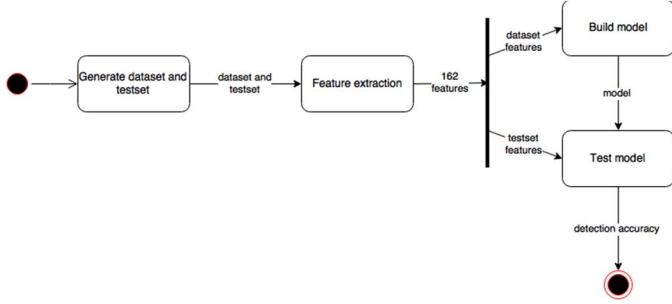 Generate dataset and
testset
dataset and
testset
Feature extraction
162
features
dataset
features
Build model
model
testset
features
Test model
detection accuracy